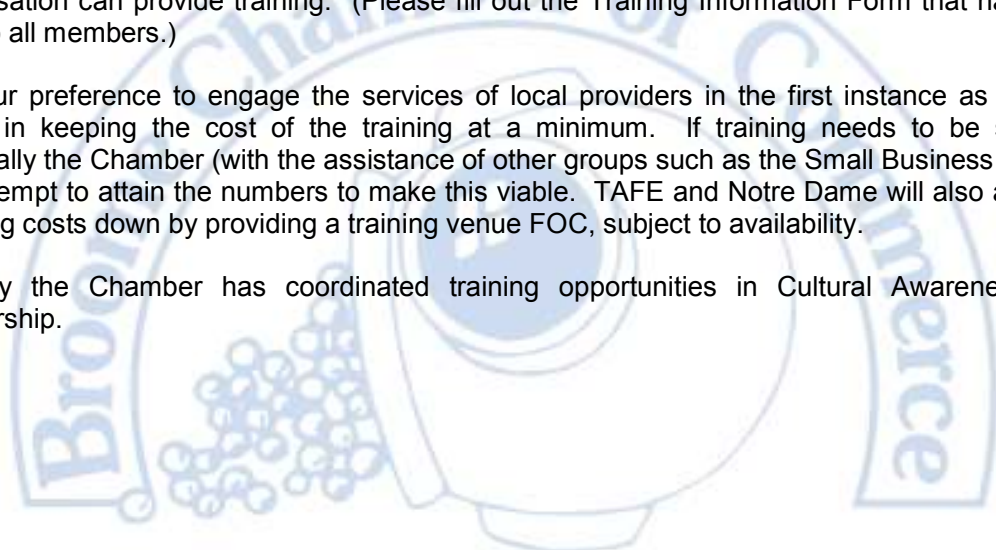 sation can provide training. (Please fill out the Training Information Form that ha
all members.)
ur preference to engage the services of local providers in the first instance as
in keeping the cost of the training at a minimum. If training needs to be s
ally the Chamber (with the assistance of other groups such as the Small Business
empt to attain the numbers to make this viable. TAFE and Notre Dame will also a
g costs down by providing a training venue FOC, subject to availability.
y the Chamber has coordinated training opportunities in Cultural Awarene
rship.
Broome Chamber of Commerce